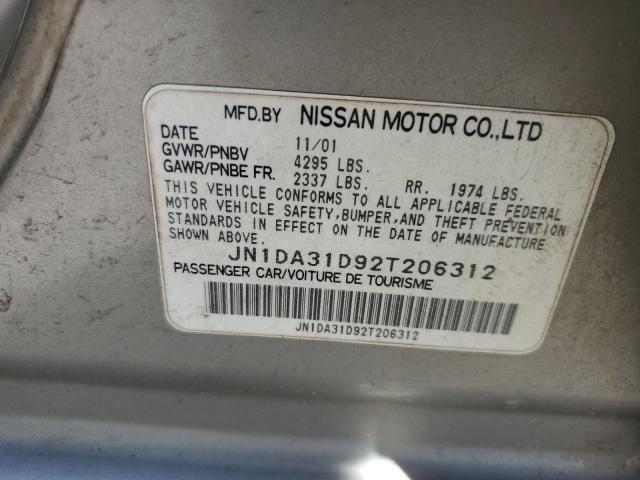 MFD.BY NISSAN MOTOR CO.,LTD
DATE 11/01
GVWR/PNBV 4295 LBS.
GAWR/PNBE FR. 2337 LBS. RR. 1974 LBS.
THIS VEHICLE CONFORMS TO ALL APPLICABLE FEDERAL
MOTOR VEHICLE SAFETY,BUMPER,AND THEFT PREVENTION
STANDARDS IN EFFECT ON THE DATE OF MANUFACTURE
SHOWN ABOVE.
JN1DA31D92T206312
PASSENGER CAR/VOITURE DE TOURISME
JN1DA31D92T206312